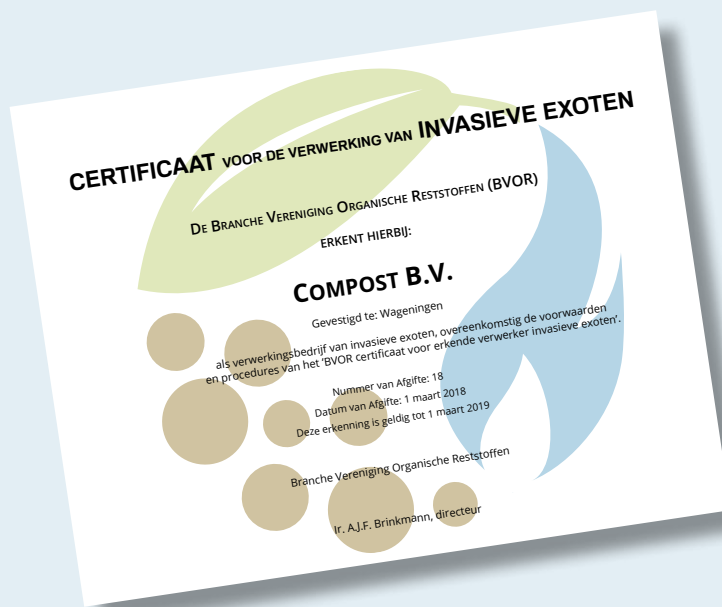 CERTIFICAAT VOOR DE VERWERKING VAN INVASIEVE EXOTEN
DE BRANCHE VERENIGING ORGANISCHE RESTSTOFFEN (BVOR)
ERKENT HIERBIJ:
COMPOST B.V.
Gevestigd te: Wageningen
als verwerkingsbedrijf van invasieve exoten, overeenkomstig de voorwaarden
en procedures van het ‘BVOR certificaat voor erkende verwerker invasieve exoten’.
Nummer van Afgifte: 18
Datum van Afgifte: 1 maart 2018
Deze erkenning is geldig tot 1 maart 2019
Branche Vereniging Organische Reststoffen
Ir. A.J.F. Brinkmann, directeur